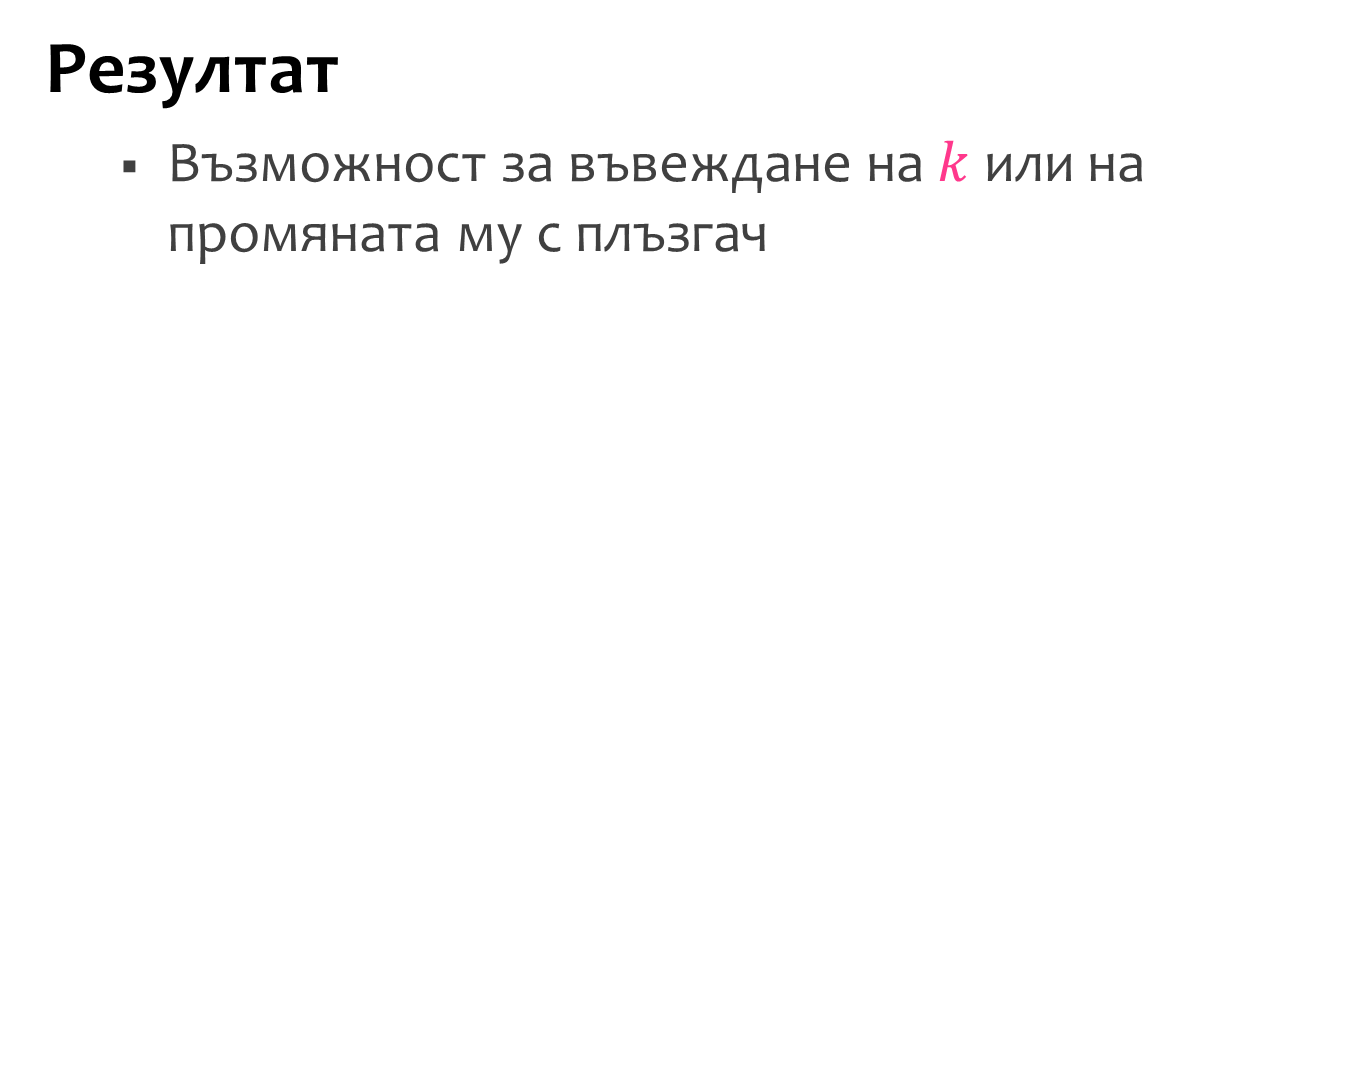 Резултат
▪ Възможност за въвеждане на k или на
промяната му с плъзгач